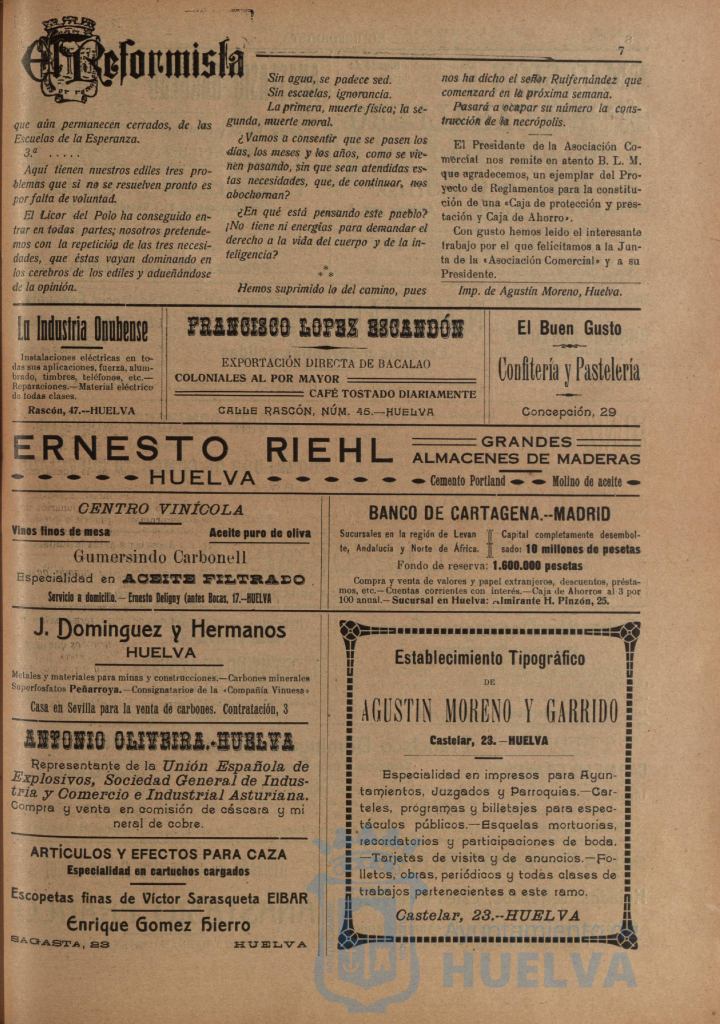 El Reformista
7
que aún permanecen cerrados, de las
Escuelas de la Esperanza.
3.ª . . . . .
Aquí tienen nuestros ediles tres pro-
blemas que si no se resuelven pronto es
por falta de voluntad.
El Licor del Polo ha conseguido en-
trar en todas partes; nosotros pretende-
mos con la repetición de las tres necesi-
dades, que éstas vayan dominando en
los cerebros de los ediles y adueñándose
de la opinión.
Sin agua, se padece sed.
Sin escuelas, ignorancia.
La primera, muerte física; la se-
gunda, muerte moral.
¿Vamos a consentir que se pasen los
días, los meses y los años, como se vie-
nen pasando, sin que sean atendidas es-
tas necesidades, que, de continuar, nos
abochornan?
¿En qué está pensando este pueblo?
¡No tiene ni energías para demandar el
derecho a la vida del cuerpo y de la in-
teligencia?
* * *
Hemos suprimido lo del camino, pues
nos ha dicho el señor Ruifernández que
comenzará en la próxima semana.
Pasará a ocupar su número la cons-
trucción de la necrópolis.
El Presidente de la Asociación Co-
mercial nos remite en atento B. L. M.
que agradecemos, un ejemplar del Pro-
yecto de Reglamentos para la constitu-
ción de una «Caja de protección y pres-
tación y Caja de Ahorro».
Con gusto hemos leido el interesante
trabajo por el que felicitamos a la Jun-
ta de la «Asociación Comercial» y a su
Presidente.
Imp. de Agustín Moreno, Huelva.
La Industria Onubense
Instalaciones eléctricas en to-
das sus aplicaciones, fuerza, alum-
brado, timbres, teléfonos, etc.—
Reparaciones.—Material eléctrico
de todas clases.
Rascón, 47.--HUELVA
FRANCISCO LOPEZ ESCANDÓN
EXPORTACIÓN DIRECTA DE BACALAO
COLONIALES AL POR MAYOR
CAFÉ TOSTADO DIARIAMENTE
CALLE RASCÓN, NÚM. 45.—HUELVA
El Buen Gusto
Confitería y Pastelería
Concepción, 29
ERNESTO RIEHL
HUELVA
GRANDES
ALMACENES DE MADERAS
Cemento Portland
Molino de aceite
CENTRO VINÍCOLA
Vinos finos de mesa
Aceite puro de oliva
Gumersindo Carbonell
Especialidad en ACEITE FILTRADO
Servicio a domicilio.—Ernesto Deligny (antes Bocas, 17.--HUELVA
BANCO DE CARTAGENA.--MADRID
Sucursales en la región de Levan
te, Andalucía y Norte de África.
Capital completamente desembol-
sado: 10 millones de pesetas
Fondo de reserva: 1.600.000 pesetas
Compra y venta de valores y papel extranjeros, descuentos, présta-
mos, etc.—Cuentas corrientes con interés.—Caja de Ahorros al 3 por
100 anual.—Sucursal en Huelva: Almirante H. Pinzón, 25.
J. Dominguez y Hermanos
HUELVA
Metales y materiales para minas y construcciones.—Carbones minerales
Superfosfatos Peñarroya.—Consignatarios de la «Compañía Vinuesa»
Casa en Sevilla para la venta de carbones. Contratación, 3
ANTONIO OLIVEIRA.-HUELVA
Representante de la Unión Española de
Explosivos, Sociedad General de Indus-
tría y Comercio e Industrial Asturiana.
Compra y venta en comisión de cáscara y mi
neral de cobre.
ARTÍCULOS Y EFECTOS PARA CAZA
Especialidad en cartuchos cargados
Escopetas finas de Víctor Sarasqueta EIBAR
Enrique Gomez Hierro
SAGASTA, 23
HUELVA
Establecimiento Tipográfico
DE
AGUSTIN MORENO Y GARRIDO
Castelar, 23.—HUELVA
Especialidad en impresos para Ayun-
tamientos, Juzgados y Parroquias.—Car-
teles, programas y billetajes para espec-
táculos públicos.—Esquelas mortuorias,
recordatorios y participaciones de boda.
—Tarjetas de visita y de anuncios.—Fo-
lletos, obras, periódicos y todas clases de
trabajos pertenecientes a este ramo.
Castelar, 23.--HUELVA
Ayuntamiento de
HUELVA